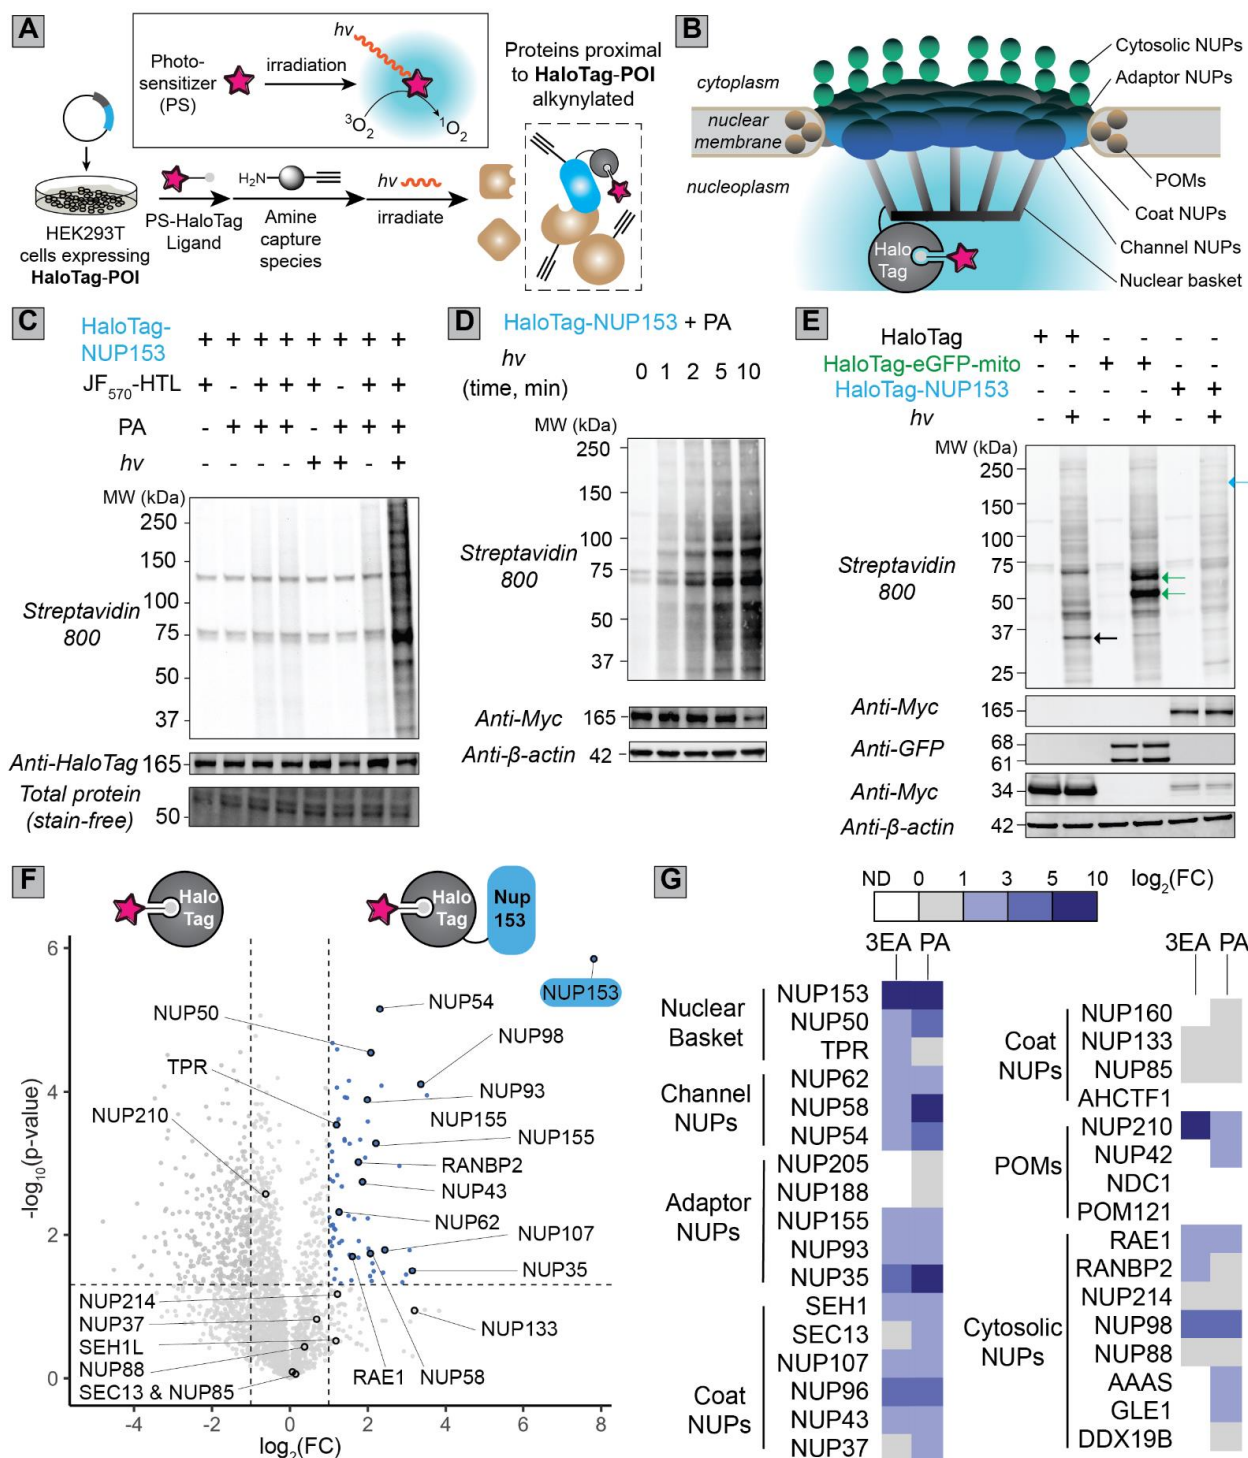 A
Photo-
sensitizer
(PS)
irradiation
hv
³O₂
¹O₂
Proteins proximal
to HaloTag-POI
alkynylated
HEK293T
cells expressing
HaloTag-POI
PS-HaloTag
Ligand
H₂N
Amine
capture
species
hv
irradiate
B
cytoplasm
nuclear
membrane
nucleoplasm
Cytosolic NUPs
Adaptor NUPs
POMs
Coat NUPs
Channel NUPs
Nuclear basket
Halo
Tag
C
HaloTag-
NUP153
+ + + + + + + +
JF₅₇₀-HTL
+ - + + + - + +
PA
- + + + - + + +
hv
- - - - + + - +
MW (kDa)
250
150
100
75
50
37
Streptavidin
800
Anti-HaloTag 165
Total protein
(stain-free)
50
D
HaloTag-NUP153 + PA
hv
(time, min)
0 1 2 5 10
MW (kDa)
250
150
100
75
50
37
Streptavidin
800
Anti-Myc 165
Anti-β-actin 42
E
HaloTag
+ + - - - -
HaloTag-eGFP-mito
- - + + - -
HaloTag-NUP153
- - - - + +
hv
- + - + - +
MW (kDa)
250
150
100
75
50
37
25
Streptavidin
800
Anti-Myc 165
Anti-GFP 68
61
Anti-Myc 34
Anti-β-actin 42
F
Halo
Tag
Halo
Tag
Nup
153
-log₁₀(p-value)
6
4
2
0
-4 -2 0 2 4 6 8
log₂(FC)
NUP153
NUP54
NUP50
NUP98
TPR
NUP93
NUP210
NUP155
NUP155
RANBP2
NUP43
NUP62
NUP107
NUP35
NUP214
NUP37
SEH1L
NUP88
SEC13 & NUP85
NUP133
RAE1
NUP58
G
ND 0 1 3 5 10 log₂(FC)
3EA PA
Nuclear
Basket
NUP153
NUP50
TPR
Channel
NUPs
NUP62
NUP58
NUP54
Adaptor
NUPs
NUP205
NUP188
NUP155
NUP93
NUP35
Coat
NUPs
SEH1
SEC13
NUP107
NUP96
NUP43
NUP37
3EA PA
Coat
NUPs
NUP160
NUP133
NUP85
AHCTF1
POMs
NUP210
NUP42
NDC1
POM121
Cytosolic
NUPs
RAE1
RANBP2
NUP214
NUP98
NUP88
AAAS
GLE1
DDX19B